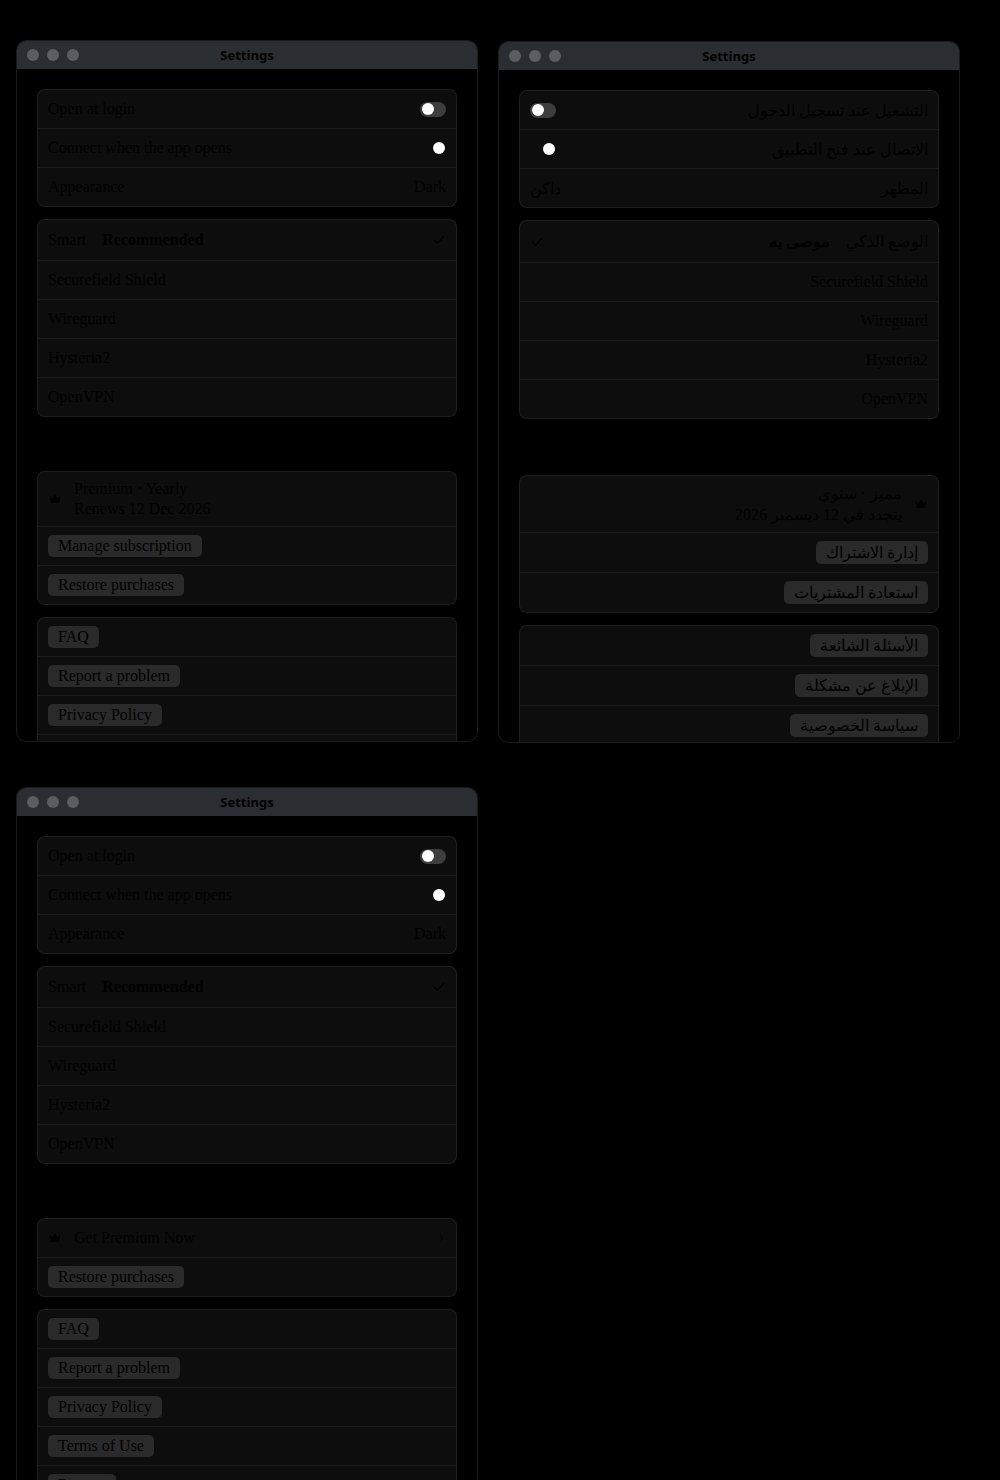 Settings
Open at login
Connect when the app opens
Appearance Dark
Smart Recommended
Securefield Shield
Wireguard
Hysteria2
OpenVPN
Premium · Yearly
Renews 12 Dec 2026
Manage subscription
Restore purchases
FAQ
Report a problem
Privacy Policy
Settings
التشغيل عند تسجيل الدخول
الاتصال عند فتح التطبيق
المظهر داكن
الوضع الذكي موصى به
Securefield Shield
Wireguard
Hysteria2
OpenVPN
مميز · سنوي
يتجدد في 12 ديسمبر 2026
إدارة الاشتراك
استعادة المشتريات
الأسئلة الشائعة
الإبلاغ عن مشكلة
سياسة الخصوصية
Settings
Open at login
Connect when the app opens
Appearance Dark
Smart Recommended
Securefield Shield
Wireguard
Hysteria2
OpenVPN
Get Premium Now
Restore purchases
FAQ
Report a problem
Privacy Policy
Terms of Use